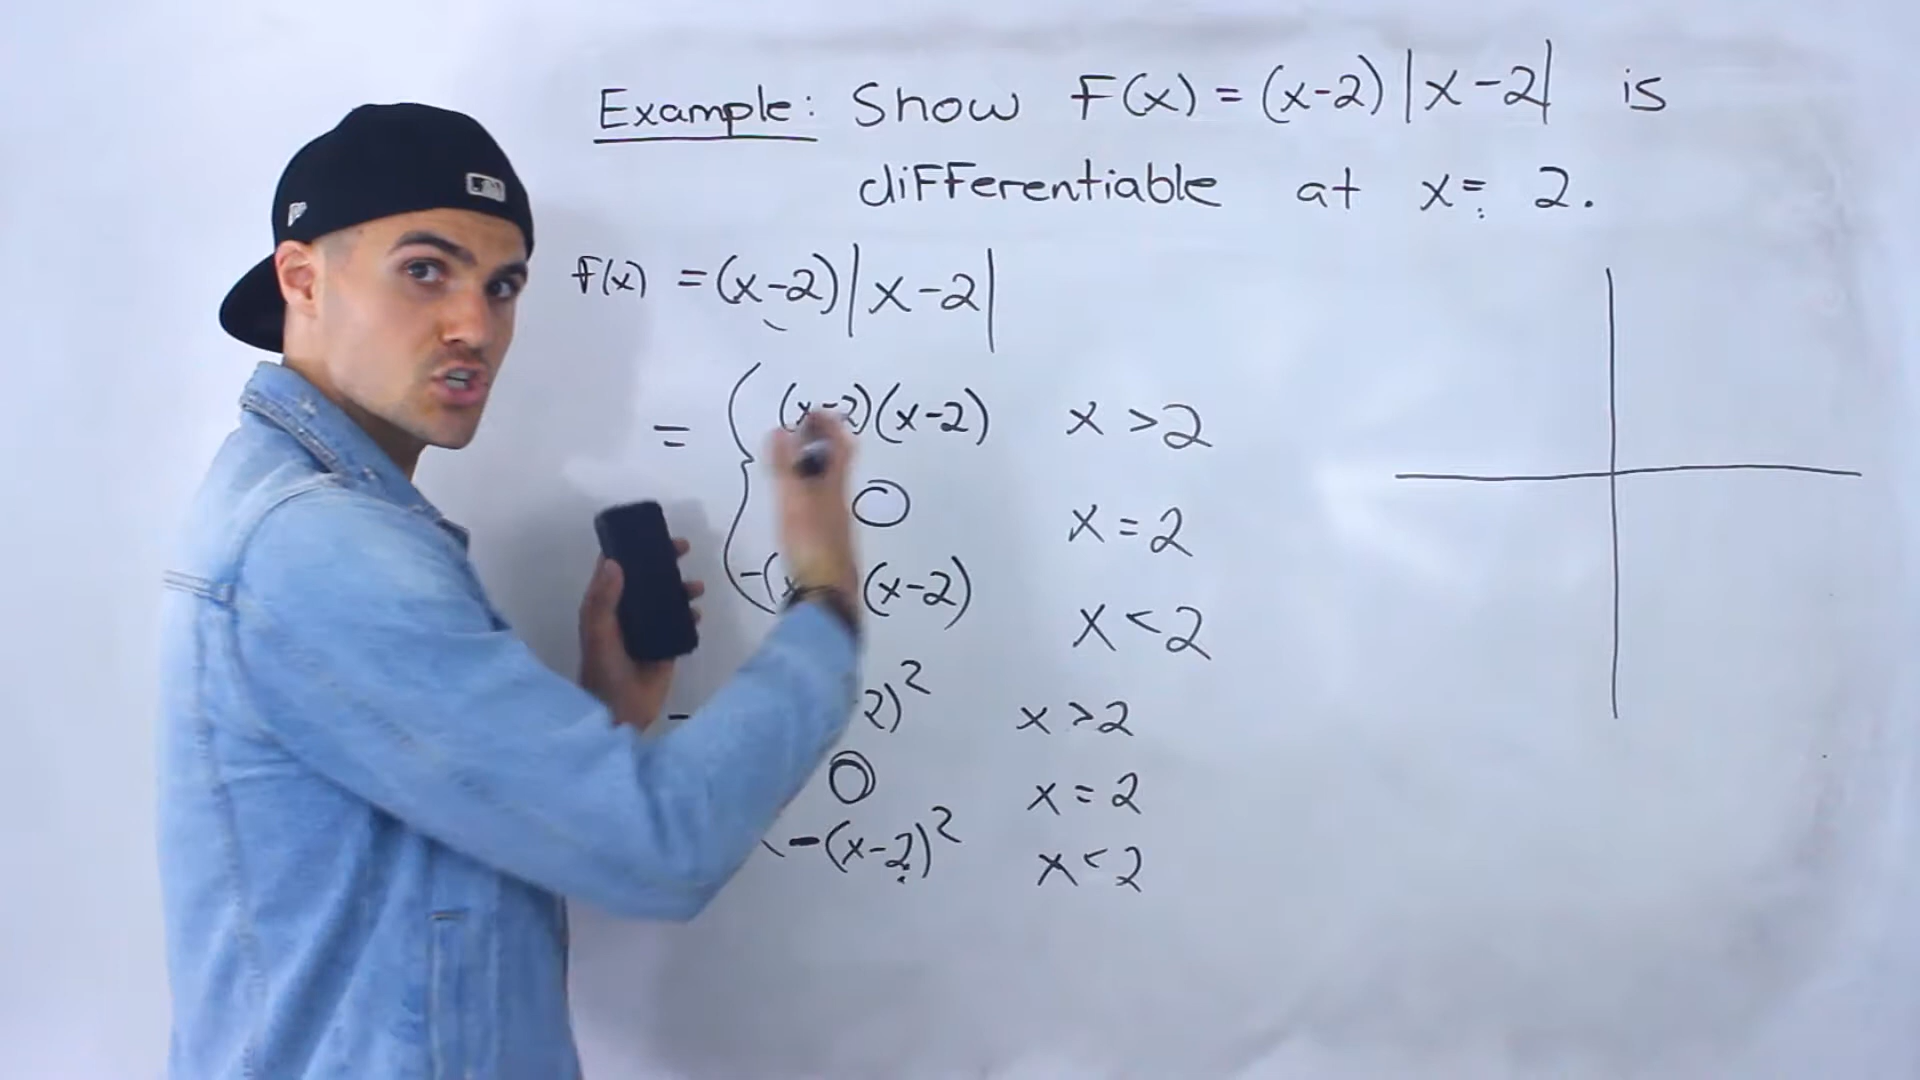 Example: Show F(x) = (x-2)|x-2| is
differentiable at x= 2.
F(x) = (x-2)|x-2|
= (x-2)(x-2) x > 2
0 x = 2
-(x (x-2) x < 2
2)² x > 2
0 x = 2
-(x-2)² x < 2